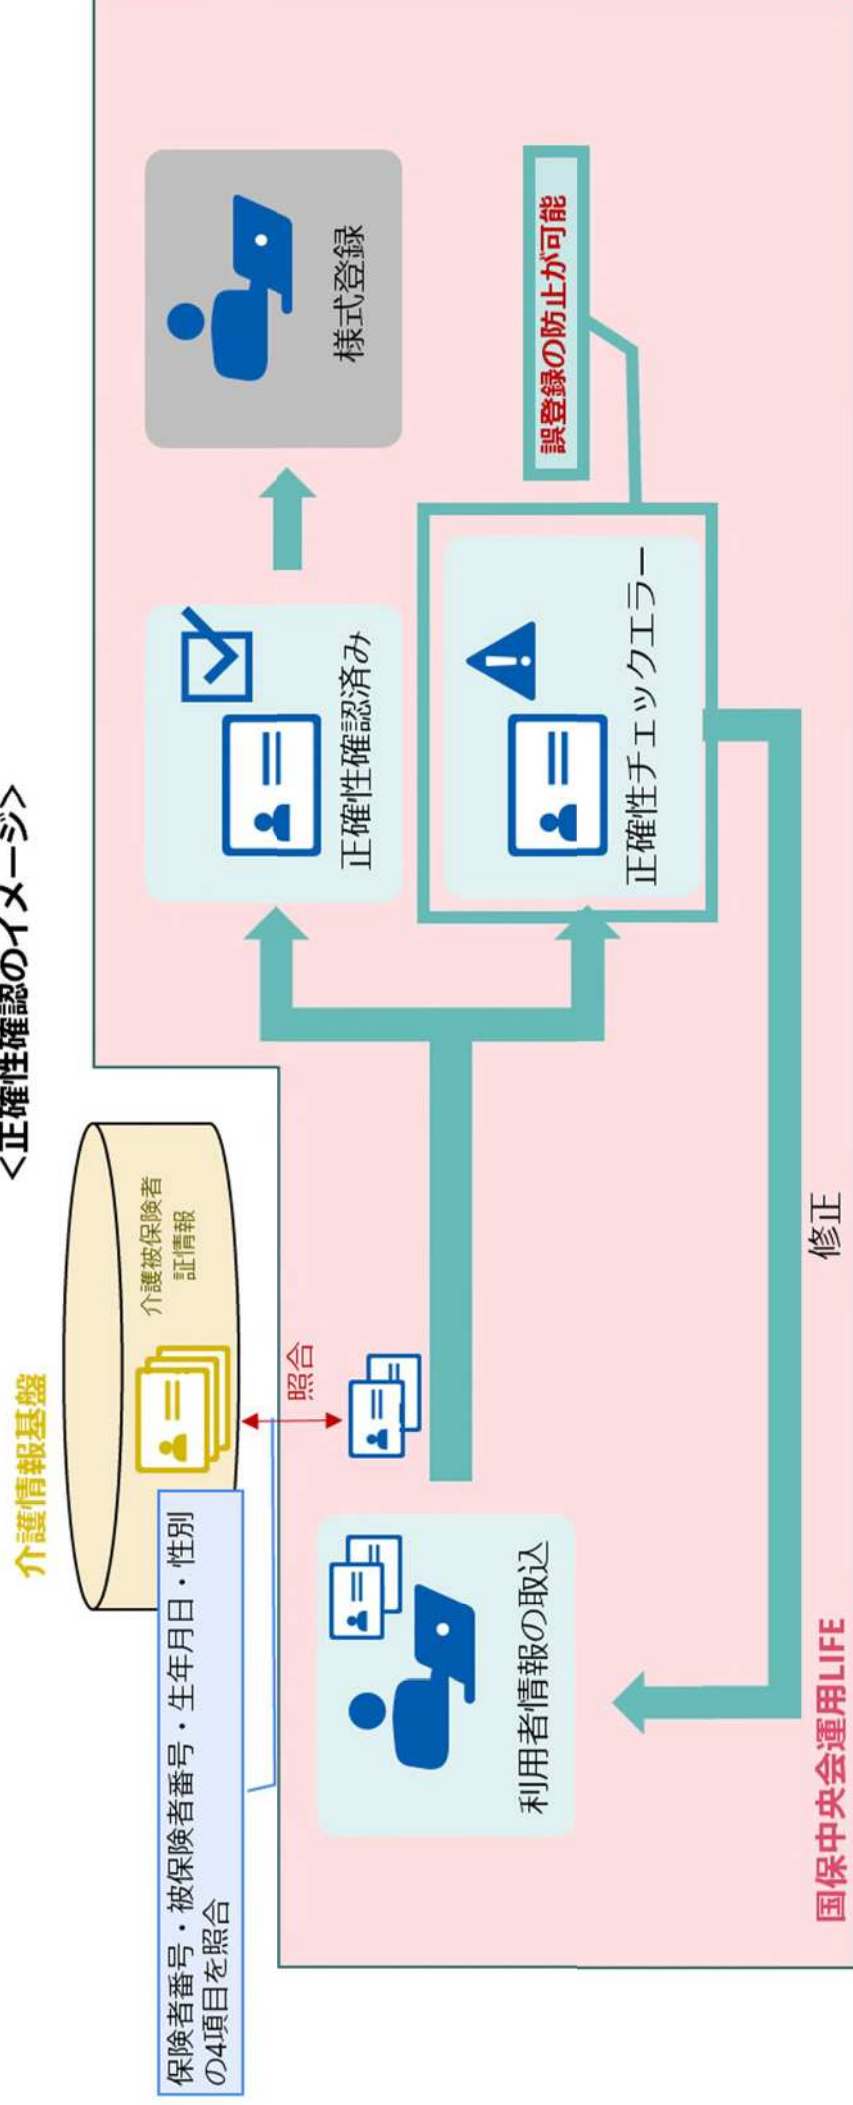 <正確性確認のイメージ>
介護情報基盤
介護被保険者
証情報
保険者番号・被保険者番号・生年月日・性別
の4項目を照合
照合
利用者情報の取込
正確性確認済み
様式登録
正確性チェックエラー
誤登録の防止が可能
修正
国保中央会運用LIFE